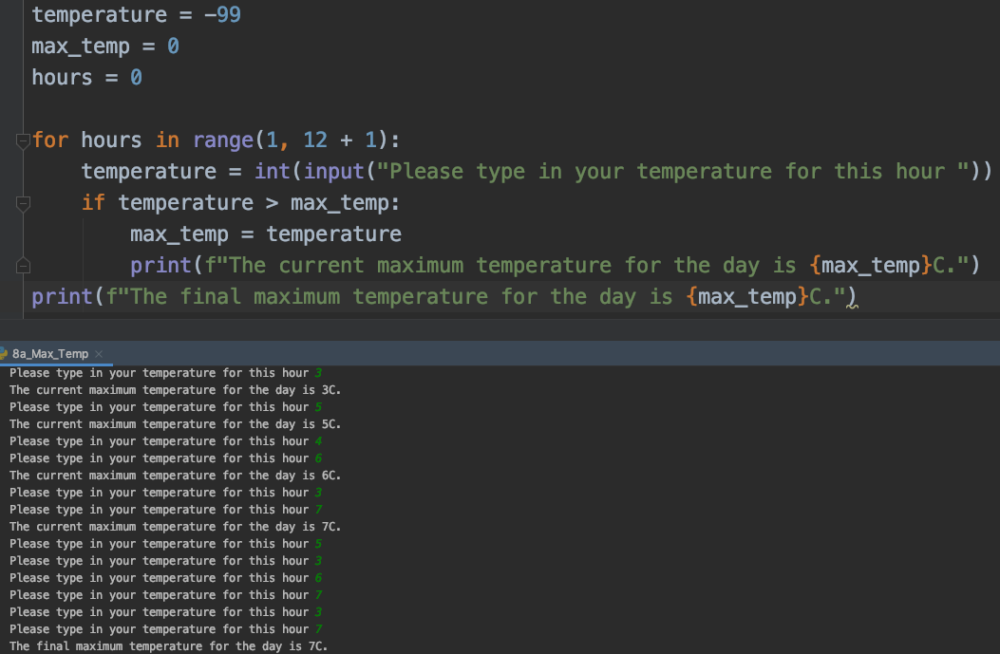 temperature = -99
max_temp = 0
hours = 0
for hours in range(1, 12 + 1):
temperature = int(input("Please type in your temperature for this hour "))
if temperature > max_temp:
max_temp = temperature
print(f"The current maximum temperature for the day is {max_temp}C.")
print(f"The final maximum temperature for the day is {max_temp}C.")
8a_Max_Temp ×
Please type in your temperature for this hour 3
The current maximum temperature for the day is 3C.
Please type in your temperature for this hour 5
The current maximum temperature for the day is 5C.
Please type in your temperature for this hour 4
Please type in your temperature for this hour 6
The current maximum temperature for the day is 6C.
Please type in your temperature for this hour 3
Please type in your temperature for this hour 7
The current maximum temperature for the day is 7C.
Please type in your temperature for this hour 5
Please type in your temperature for this hour 3
Please type in your temperature for this hour 6
Please type in your temperature for this hour 7
Please type in your temperature for this hour 3
Please type in your temperature for this hour 7
The final maximum temperature for the day is 7C.